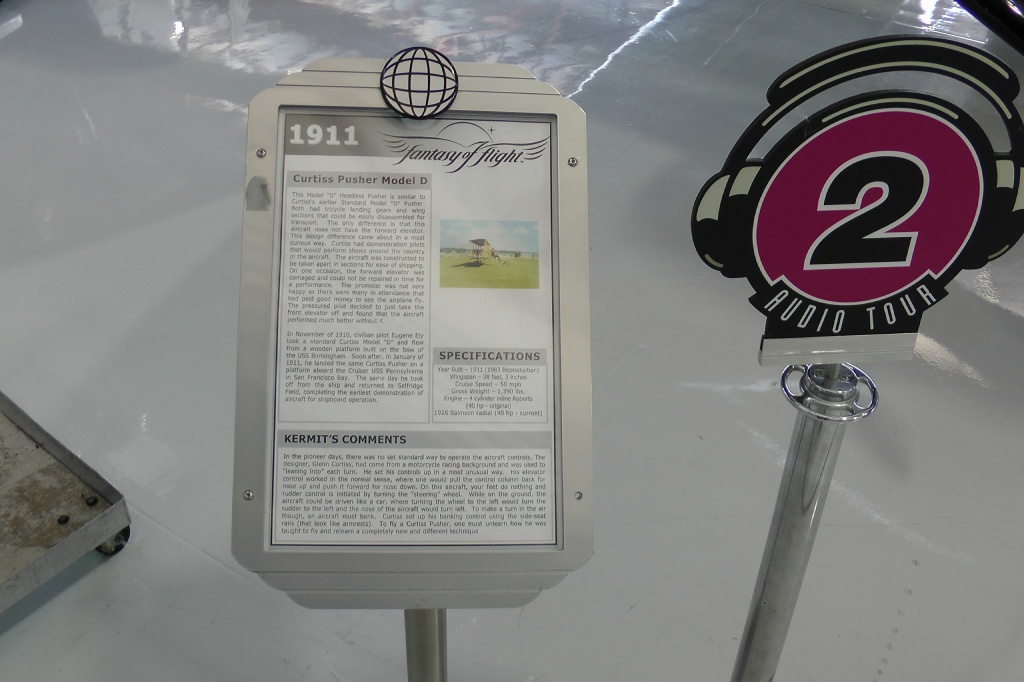 1911
fantasy of flight
Curtiss Pusher Model D
This Model "D" Headless Pusher is similar to
Curtiss's earlier Standard Model "D" Pusher.
Both had tricycle landing gears and wing
sections that could be easily disassembled for
transport. The only difference is that this
aircraft does not have the forward elevator.
This design difference came about in a most
curious way. Curtiss had demonstration pilots
that would perform shows around the country
in the aircraft. The aircraft was constructed to
be taken apart in sections for ease of shipping.
On one occasion, the forward elevator was
damaged and could not be repaired in time for
a performance. The promoter was not very
happy as there were many in attendance that
had paid good money to see the airplane fly.
The pressured pilot decided to just take the
front elevator off and found that the aircraft
performed much better without it.
In November of 1910, civilian pilot Eugene Ely
took a standard Curtiss Model "D" and flew
from a wooden platform built on the bow of
the USS Birmingham. Soon after, in January of
1911, he landed the same Curtiss Pusher on a
platform aboard the Cruiser USS Pennsylvania
in San Francisco Bay. The same day he took
off from the ship and returned to Selfridge
Field, completing the earliest demonstration of
aircraft for shipboard operation.
SPECIFICATIONS
Year Built – 1911 (1983 Reproduction)
Wingspan – 38 feet, 3 inches
Cruise Speed – 50 mph
Gross Weight – 1,390 lbs.
Engine – 4 cylinder inline Roberts
(40 hp - original)
1926 Salmson radial (40 hp - current)
KERMIT'S COMMENTS
In the pioneer days, there was no set standard way to operate the aircraft controls. The
designer, Glenn Curtiss, had come from a motorcycle racing background and was used to
"leaning into" each turn. He set his controls up in a most unusual way. His elevator
control worked in the normal sense, where one would pull the control column back for
nose up and push it forward for nose down. On this aircraft, your feet do nothing and
rudder control is initiated by turning the "steering" wheel. While on the ground, the
aircraft could be driven like a car, where turning the wheel to the left would turn the
rudder to the left and the nose of the aircraft would turn left. To make a turn in the air
though, an aircraft must bank. Curtiss set up his banking control using the side-seat
rails (that look like armrests). To fly a Curtiss Pusher, one must unlearn how he was
taught to fly and relearn a completely new and different technique.
2
AUDIO TOUR